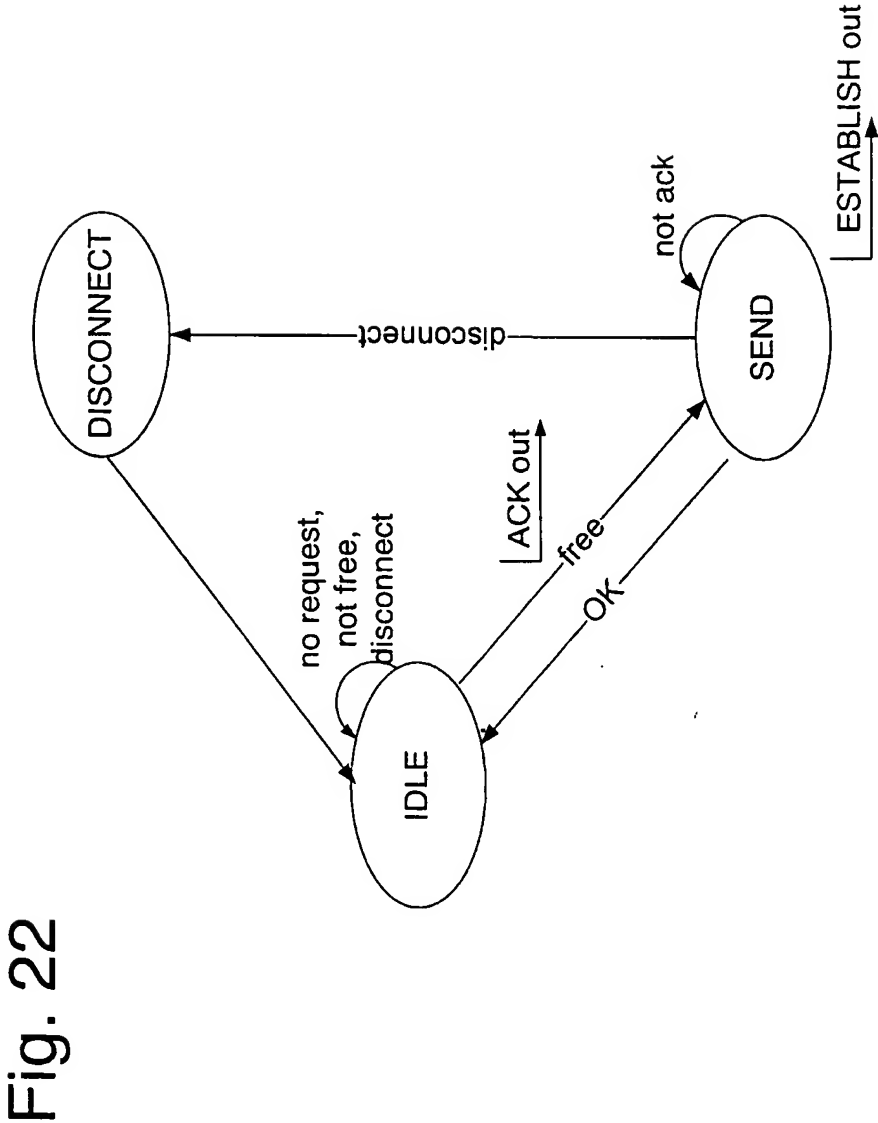 Fig. 22
DISCONNECT
no request,
not free,
disconnect
IDLE
disconnect
ACK out
free
OK
not ack
SEND
ESTABLISH out